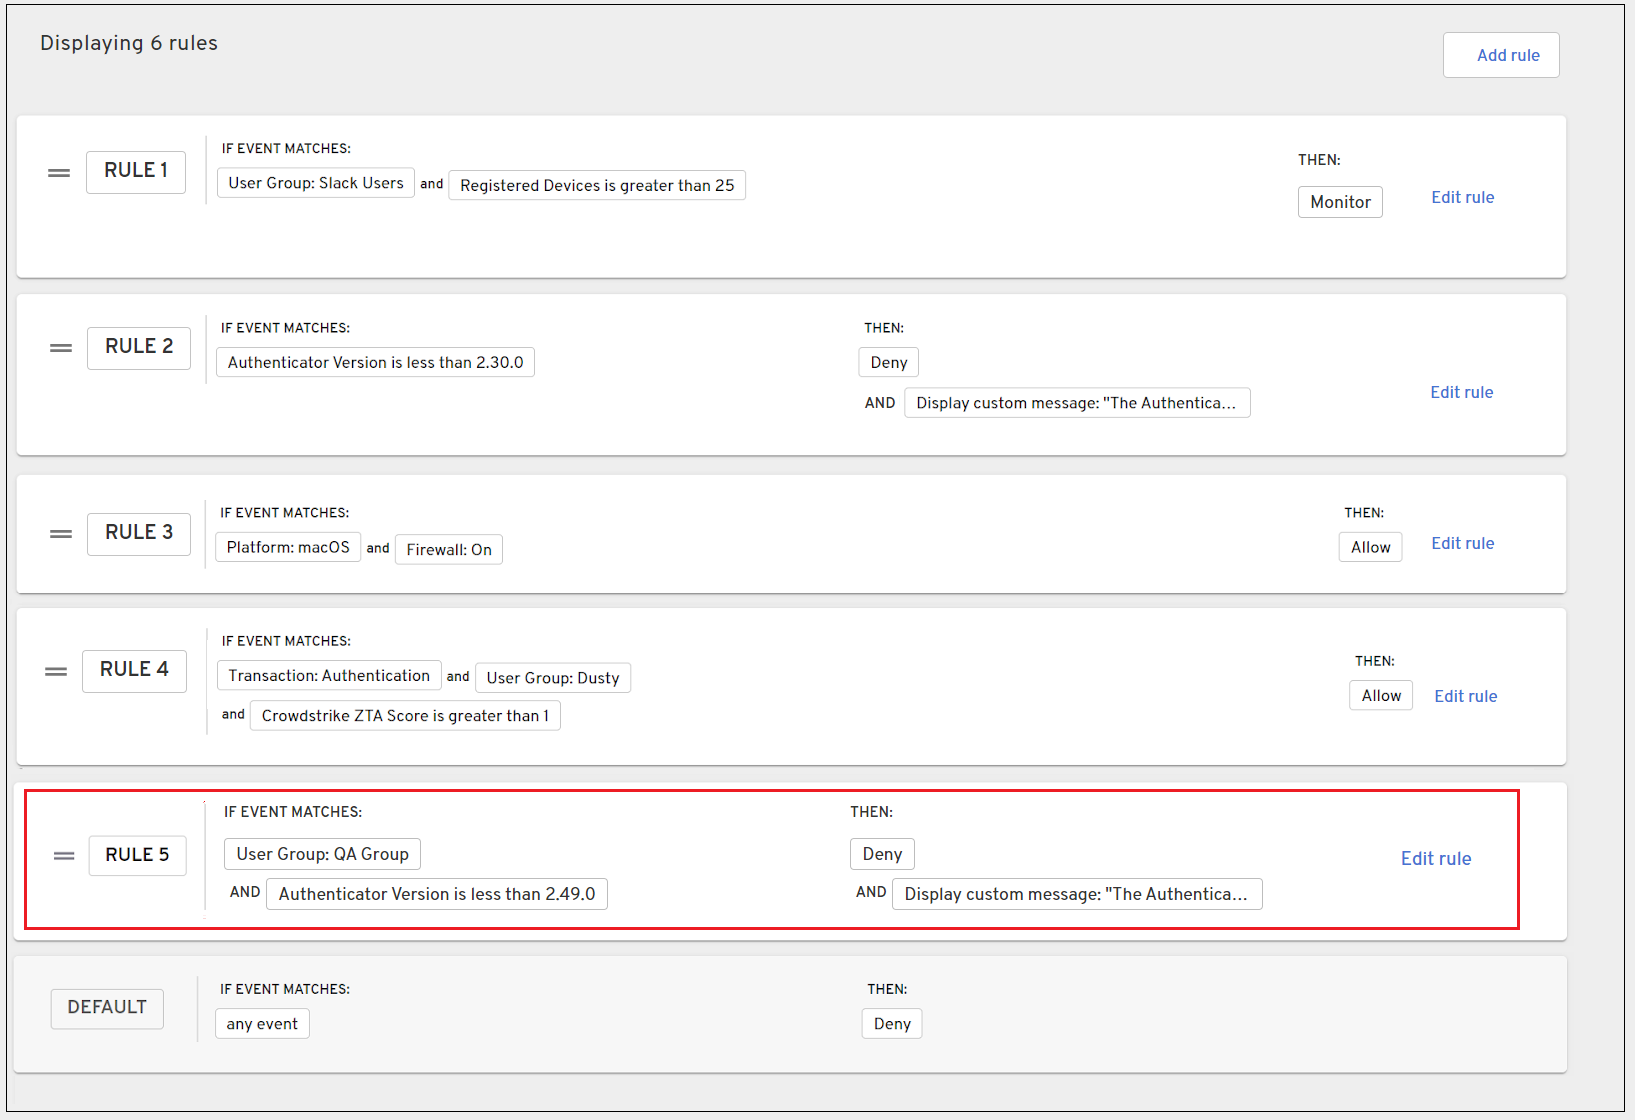 Displaying 6 rules
Add rule
RULE 1
IF EVENT MATCHES:
User Group: Slack Users and Registered Devices is greater than 25
THEN:
Monitor
Edit rule
RULE 2
IF EVENT MATCHES:
Authenticator Version is less than 2.30.0
THEN:
Deny
AND Display custom message: "The Authentica...
Edit rule
RULE 3
IF EVENT MATCHES:
Platform: macOS and Firewall: On
THEN:
Allow
Edit rule
RULE 4
IF EVENT MATCHES:
Transaction: Authentication and User Group: Dusty
and Crowdstrike ZTA Score is greater than 1
THEN:
Allow
Edit rule
RULE 5
IF EVENT MATCHES:
User Group: QA Group
AND Authenticator Version is less than 2.49.0
THEN:
Deny
AND Display custom message: "The Authentica...
Edit rule
DEFAULT
IF EVENT MATCHES:
any event
THEN:
Deny